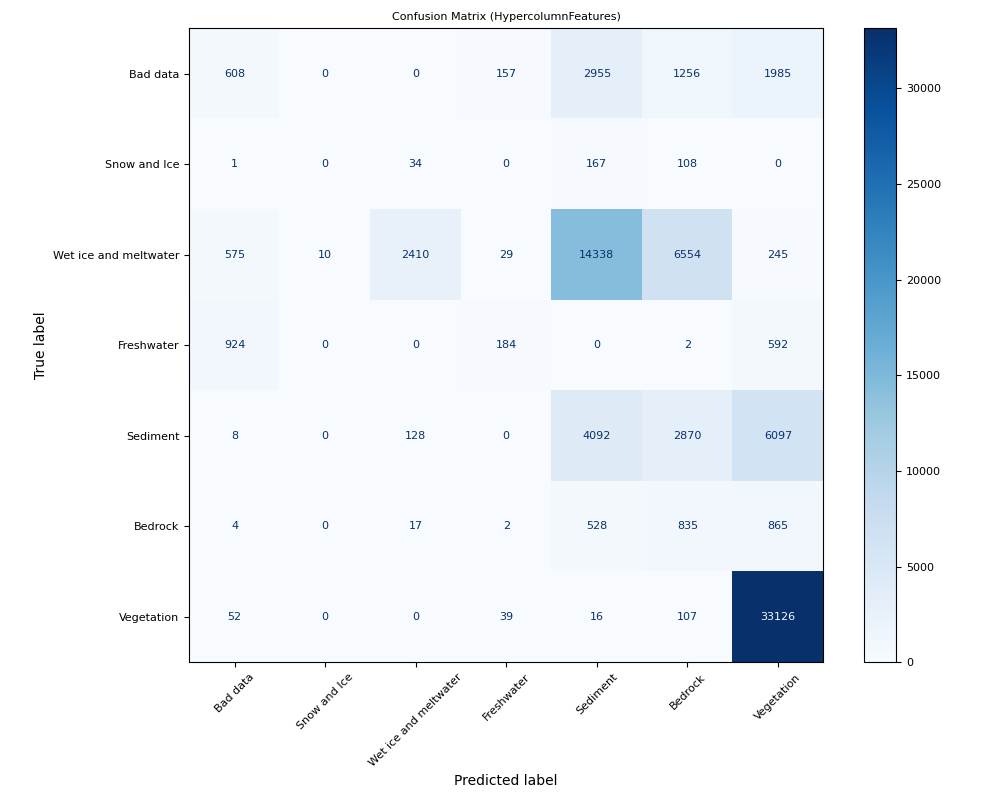 Confusion Matrix (HypercolumnFeatures)
True label
Bad data 608 0 0 157 2955 1256 1985
Snow and Ice 1 0 34 0 167 108 0
Wet ice and meltwater 575 10 2410 29 14338 6554 245
Freshwater 924 0 0 184 0 2 592
Sediment 8 0 128 0 4092 2870 6097
Bedrock 4 0 17 2 528 835 865
Vegetation 52 0 0 39 16 107 33126
Bad data
Snow and Ice
Wet ice and meltwater
Freshwater
Sediment
Bedrock
Vegetation
Predicted label
30000
25000
20000
15000
10000
5000
0